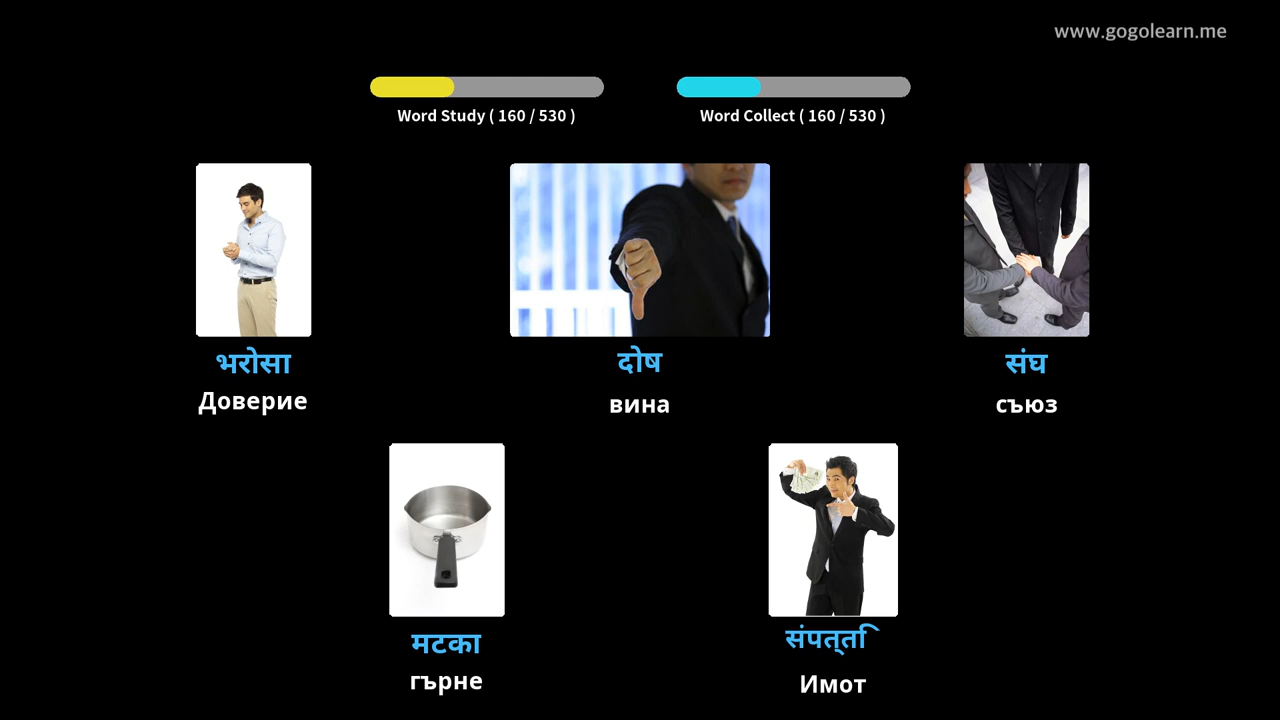 www.gogolearn.me
Word Study ( 160 / 530 )
Word Collect ( 160 / 530 )
भरोसा
Доверие
दोष
вина
संघ
съюз
मटका
гърне
संपत्ति
Имот